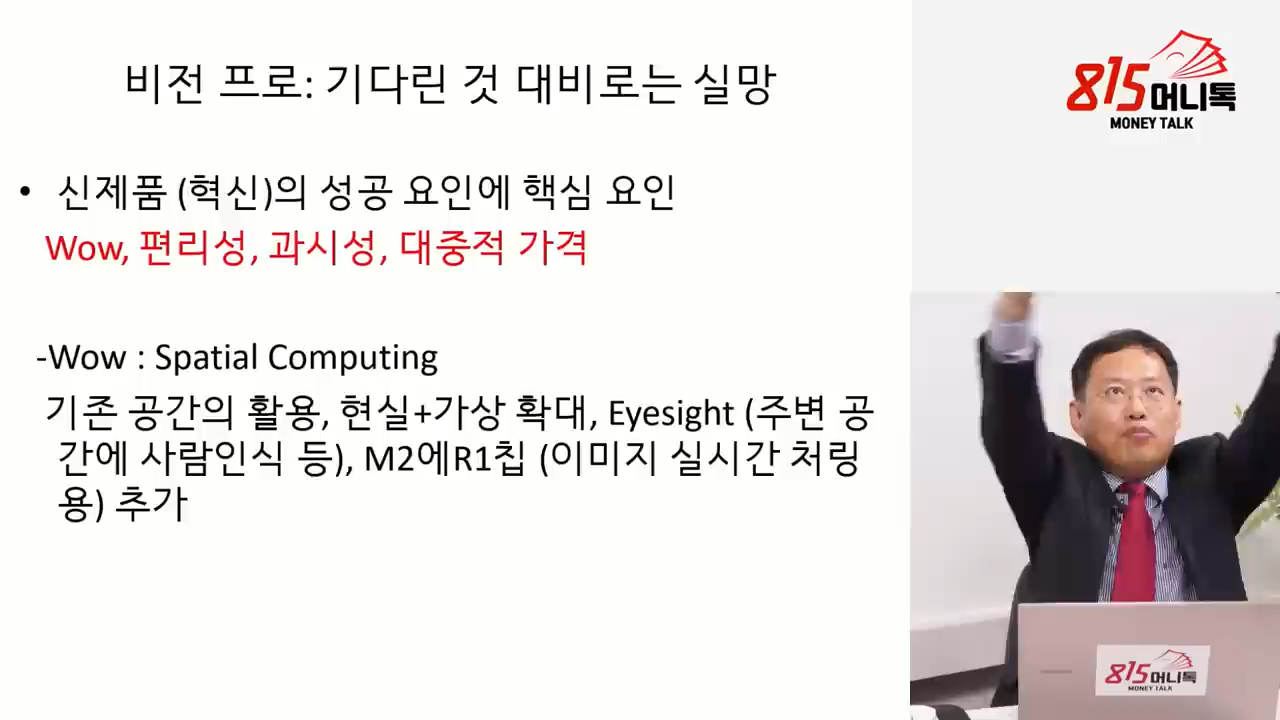 비전 프로: 기다린 것 대비로는 실망
• 신제품 (혁신)의 성공 요인에 핵심 요인
Wow, 편리성, 과시성, 대중적 가격
-Wow : Spatial Computing
기존 공간의 활용, 현실+가상 확대, Eyesight (주변 공
간에 사람인식 등), M2에R1칩 (이미지 실시간 처링
용) 추가
815머니톡
MONEY TALK
815머니톡
MONEY TALK